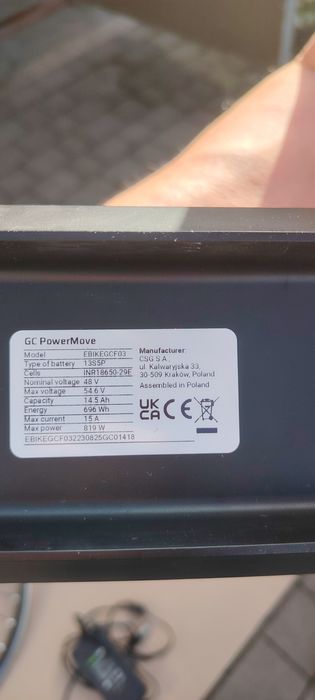 GC PowerMove
Model EBIKEGCF03
Type of battery 13S5P
Cells INR18650-29E
Nominal voltage 48 V
Max voltage 54.6 V
Capacity 14.5 Ah
Energy 696 Wh
Max current 15 A
Max power 819 W
EBIKEGCF032230825GC01418
Manufacturer:
CSG S.A.
ul. Kalwaryjska 33,
30-509 Kraków, Poland
Assembled in Poland
UK
CA
CE